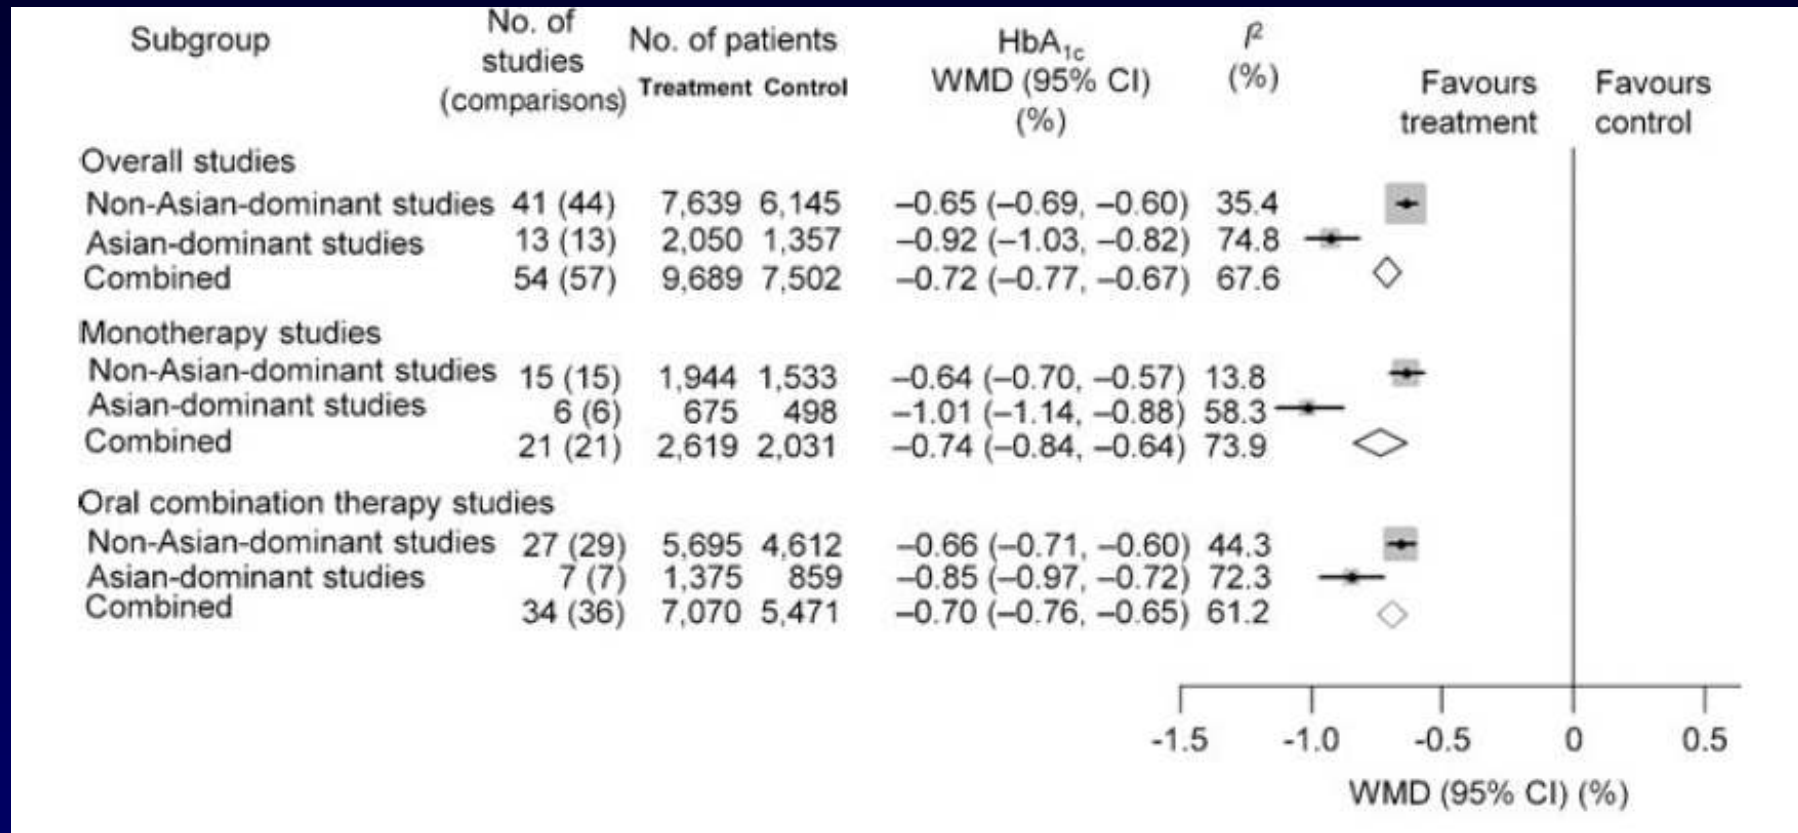 Subgroup No. of studies (comparisons) No. of patients HbA1c WMD (95% CI) (%) I² (%) Favours treatment Favours control
Treatment Control
Overall studies
Non-Asian-dominant studies 41 (44) 7,639 6,145 –0.65 (–0.69, –0.60) 35.4
Asian-dominant studies 13 (13) 2,050 1,357 –0.92 (–1.03, –0.82) 74.8
Combined 54 (57) 9,689 7,502 –0.72 (–0.77, –0.67) 67.6
Monotherapy studies
Non-Asian-dominant studies 15 (15) 1,944 1,533 –0.64 (–0.70, –0.57) 13.8
Asian-dominant studies 6 (6) 675 498 –1.01 (–1.14, –0.88) 58.3
Combined 21 (21) 2,619 2,031 –0.74 (–0.84, –0.64) 73.9
Oral combination therapy studies
Non-Asian-dominant studies 27 (29) 5,695 4,612 –0.66 (–0.71, –0.60) 44.3
Asian-dominant studies 7 (7) 1,375 859 –0.85 (–0.97, –0.72) 72.3
Combined 34 (36) 7,070 5,471 –0.70 (–0.76, –0.65) 61.2
-1.5 -1.0 -0.5 0 0.5
WMD (95% CI) (%)